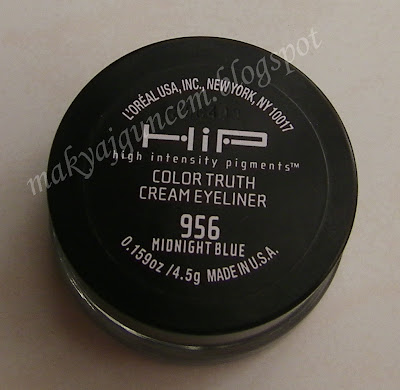 L'ORÉAL USA, INC., NEW YORK, NY 10017
HiP
high intensity pigments™
COLOR TRUTH
CREAM EYELINER
956
MIDNIGHT BLUE
0.159oz /4.5g MADE IN U.S.A.
makyajguncem.blogspot